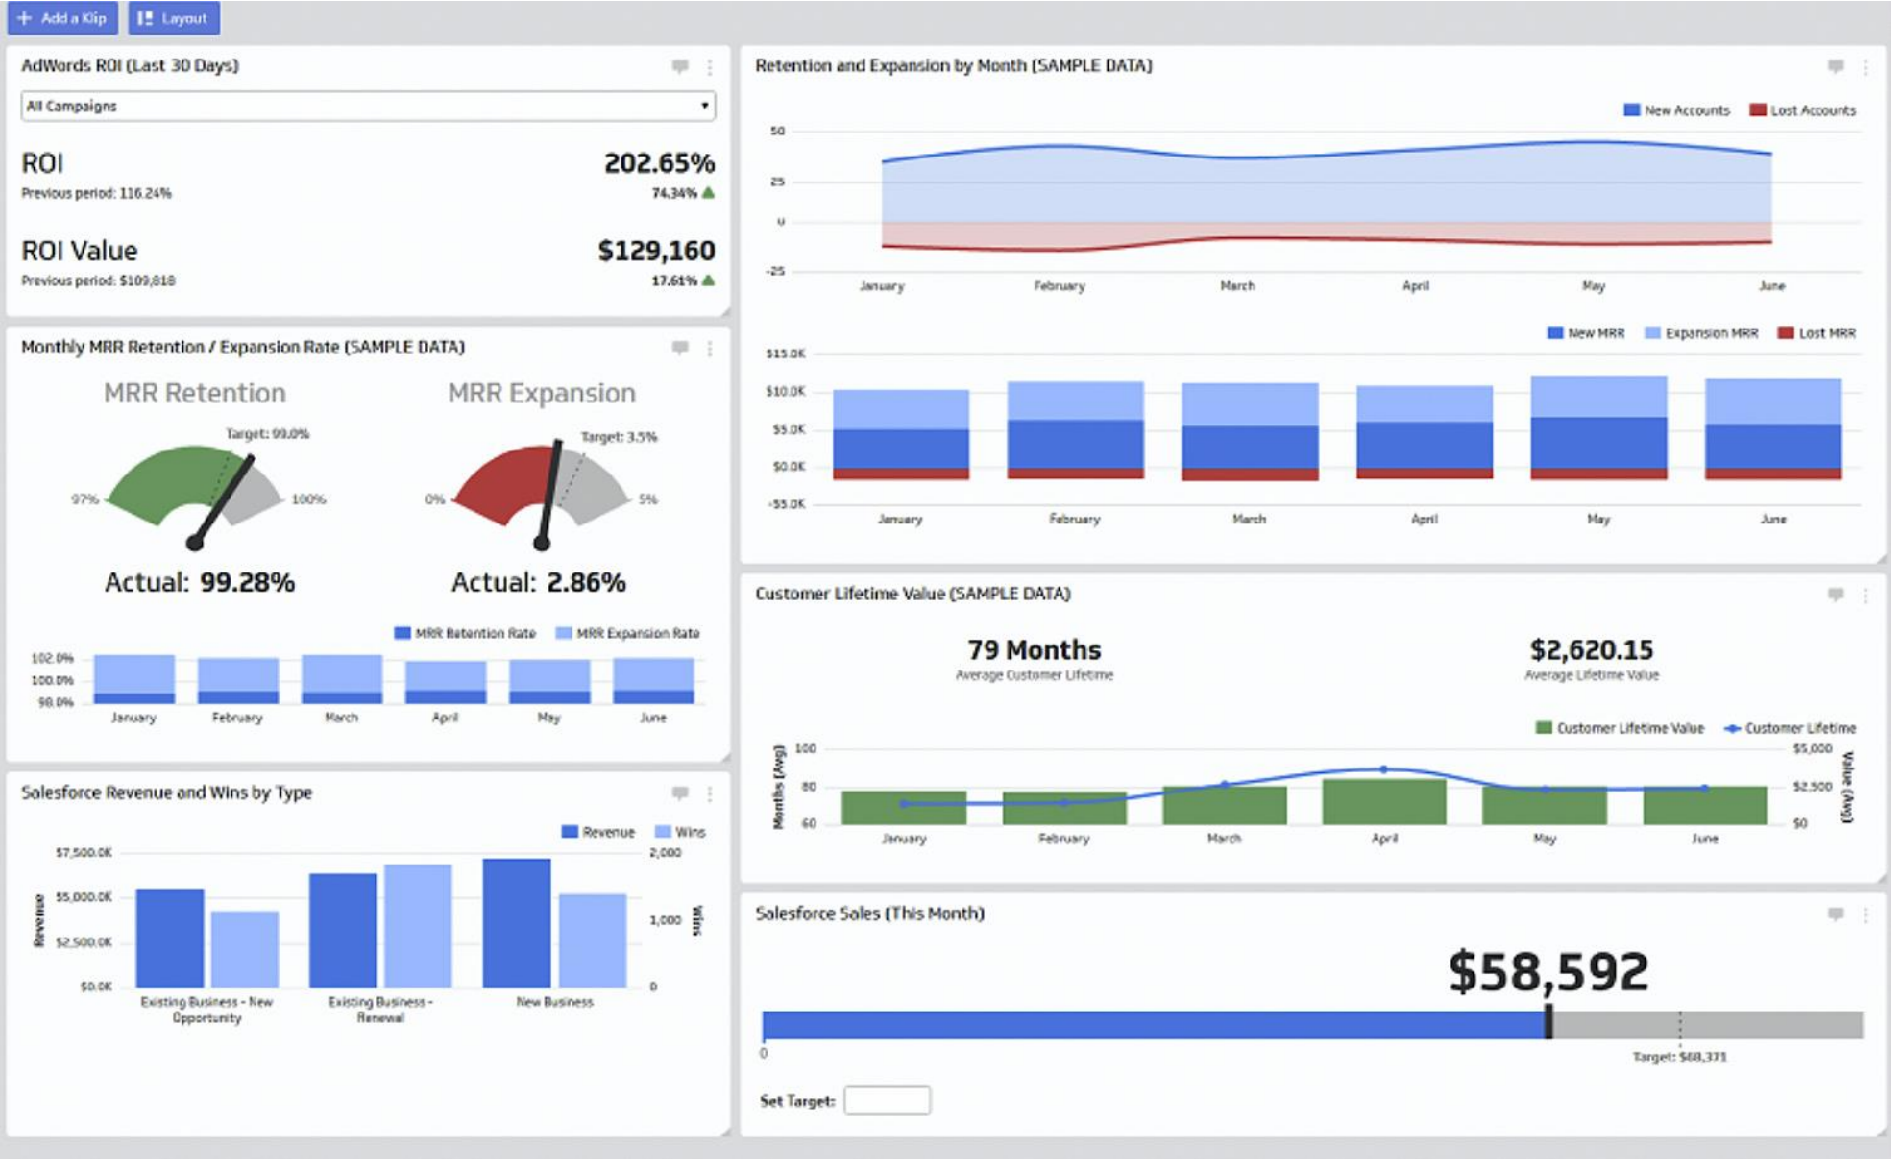 + Add a Klip
Layout
AdWords ROI (Last 30 Days)
All Campaigns
ROI 202.65%
Previous period: 116.24% 74.34%
ROI Value $129,160
Previous period: $109,818 17.61%
Monthly MRR Retention / Expansion Rate (SAMPLE DATA)
MRR Retention
Target: 99.0%
97% 100%
Actual: 99.28%
MRR Expansion
Target: 3.5%
0% 5%
Actual: 2.86%
MRR Retention Rate MRR Expansion Rate
102.0%
100.0%
98.0%
January February March April May June
Salesforce Revenue and Wins by Type
Revenue Wins
Revenue
$7,500.0K
$5,000.0K
$2,500.0K
$0.0K
2,000
1,000
0
Wins
Existing Business - New
Opportunity
Existing Business -
Renewal
New Business
Retention and Expansion by Month (SAMPLE DATA)
New Accounts Lost Accounts
50
25
0
-25
January February March April May June
New MRR Expansion MRR Lost MRR
$15.0K
$10.0K
$5.0K
$0.0K
-$5.0K
January February March April May June
Customer Lifetime Value (SAMPLE DATA)
79 Months
Average Customer Lifetime
$2,620.15
Average Lifetime Value
Customer Lifetime Value Customer Lifetime
Months (Avg)
100
80
60
$5,000
$2,500
$0
Value (Avg)
January February March April May June
Salesforce Sales (This Month)
$58,592
0
Target: $68,371
Set Target: